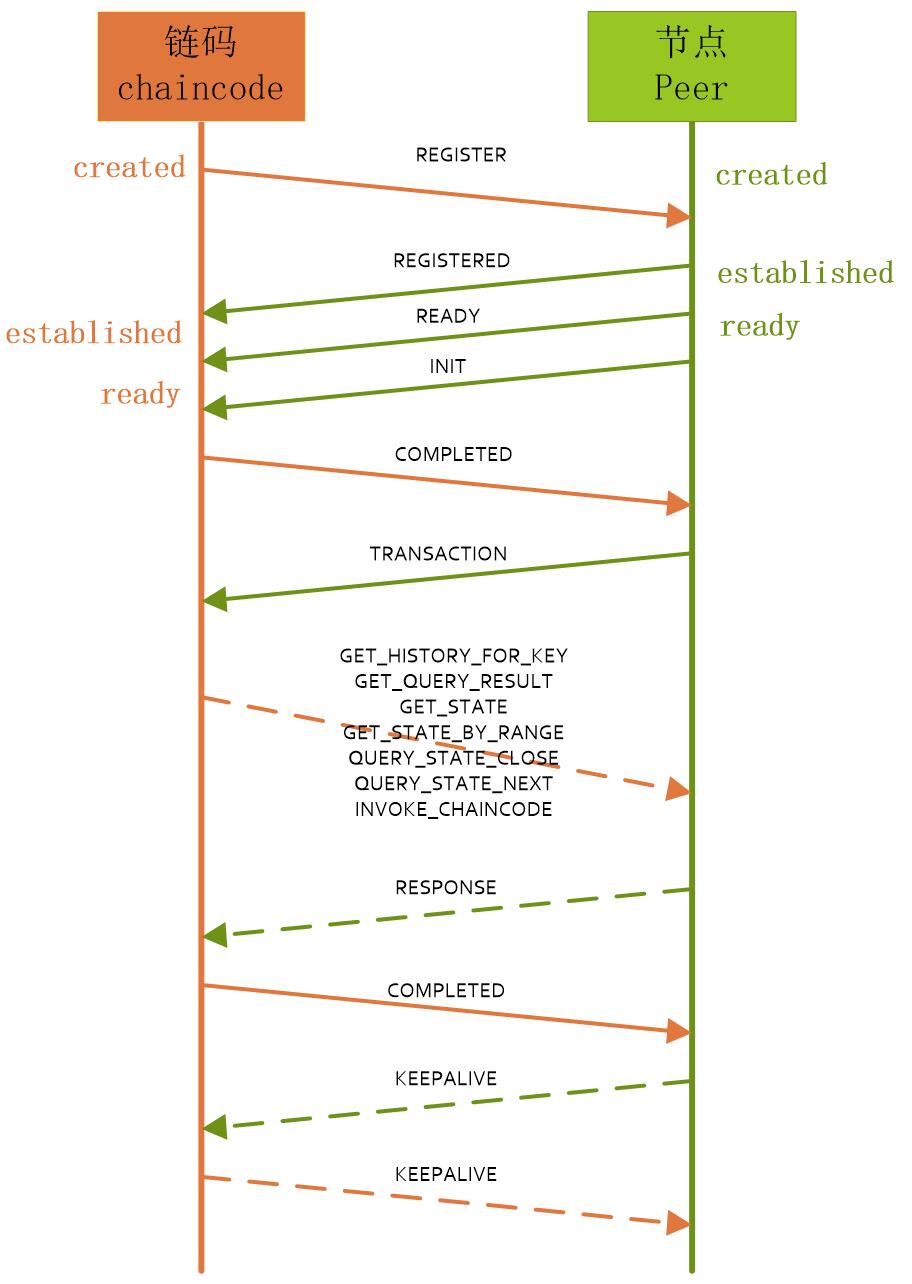 链码
chaincode
节点
Peer
created
REGISTER
created
REGISTERED
established
READY
established
ready
INIT
ready
COMPLETED
TRANSACTION
GET_HISTORY_FOR_KEY
GET_QUERY_RESULT
GET_STATE
GET_STATE_BY_RANGE
QUERY_STATE_CLOSE
QUERY_STATE_NEXT
INVOKE_CHAINCODE
RESPONSE
COMPLETED
KEEPALIVE
KEEPALIVE